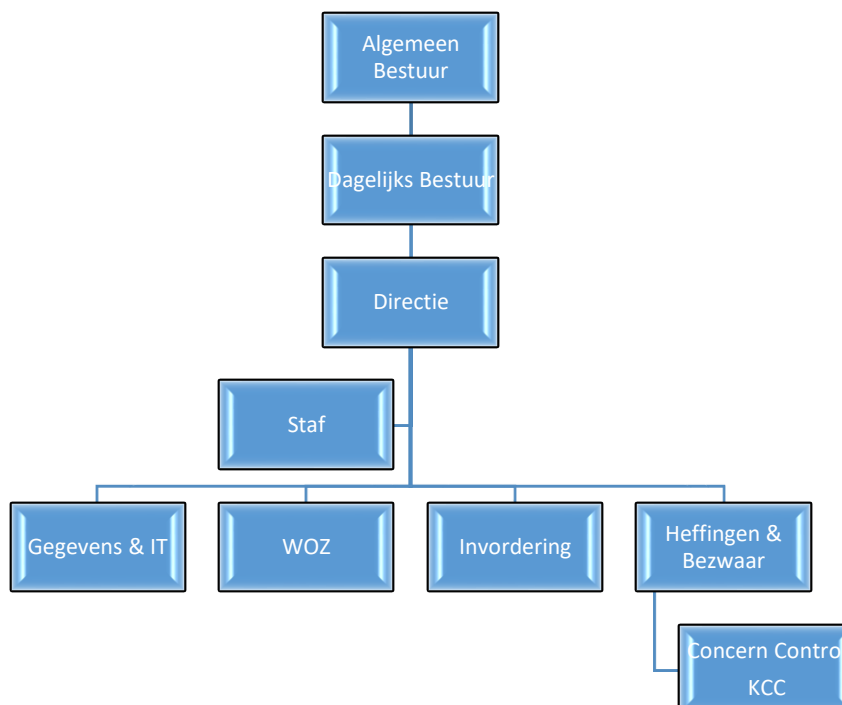 Algemeen
Bestuur
Dagelijks Bestuur
Directie
Staf
Gegevens & IT
WOZ
Invordering
Heffingen &
Bezwaar
Concern Contro
KCC